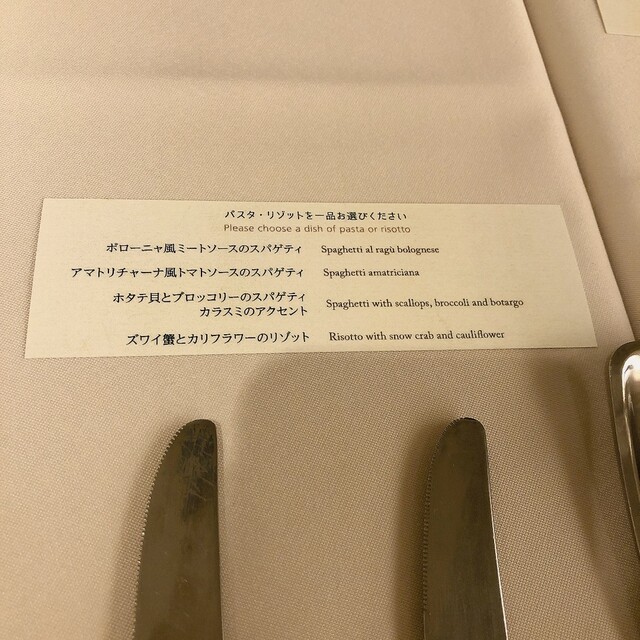 パスタ・リゾットを一品お選びください
Please choose a dish of pasta or risotto
ボローニャ風ミートソースのスパゲティ Spaghetti al ragù bolognese
アマトリチャーナ風トマトソースのスパゲティ Spaghetti amatriciana
ホタテ貝とブロッコリーのスパゲティ
カラスミのアクセント Spaghetti with scallops, broccoli and botargo
ズワイ蟹とカリフラワーのリゾット Risotto with snow crab and cauliflower